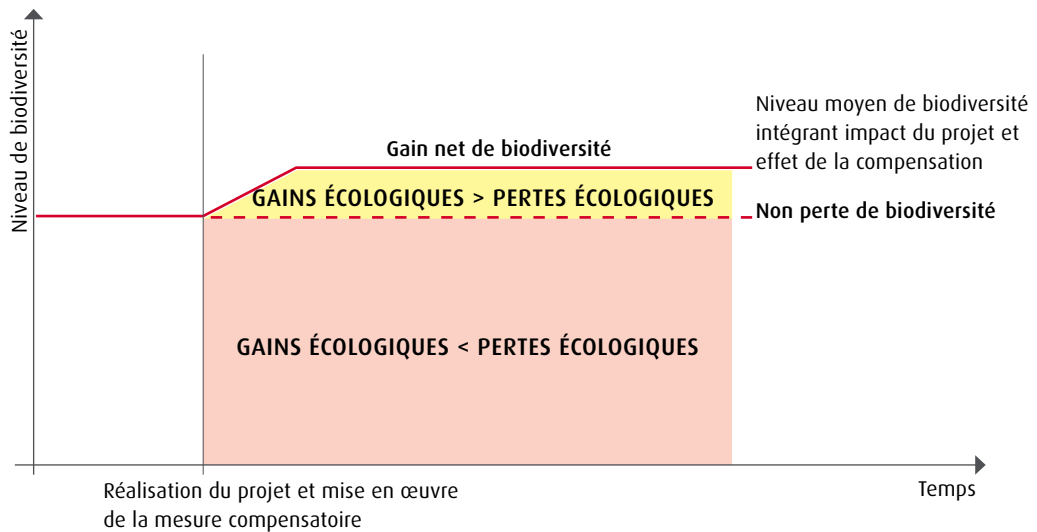 Niveau de biodiversité
Niveau moyen de biodiversité
intégrant impact du projet et
effet de la compensation
Gain net de biodiversité
GAINS ÉCOLOGIQUES > PERTES ÉCOLOGIQUES
Non perte de biodiversité
GAINS ÉCOLOGIQUES < PERTES ÉCOLOGIQUES
Réalisation du projet et mise en œuvre
de la mesure compensatoire
Temps